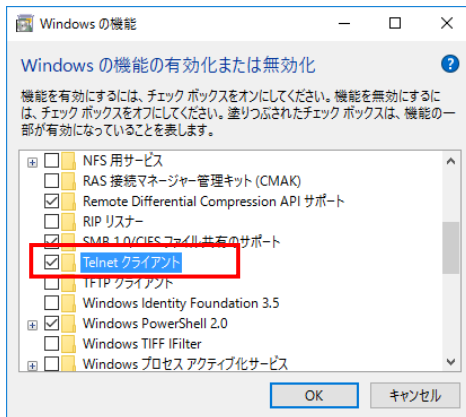 Windows の機能
Windows の機能の有効化または無効化
機能を有効にするには、チェック ボックスをオンにしてください。機能を無効にするに
は、チェック ボックスをオフにしてください。塗りつぶされたチェック ボックスは、機能の一
部が有効になっていることを表します。
NFS 用サービス
RAS 接続マネージャー管理キット (CMAK)
Remote Differential Compression API サポート
RIP リスナー
SMB 1.0/CIFS ファイル共有のサポート
Telnet クライアント
TFTP クライアント
Windows Identity Foundation 3.5
Windows PowerShell 2.0
Windows TIFF IFilter
Windows プロセス アクティブ化サービス
OK キャンセル